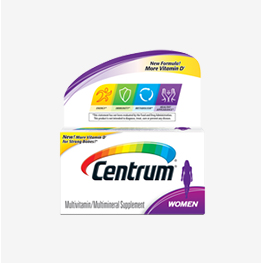 New Formula!
More Vitamin D
ENERGY
IMMUNITY
METABOLISM
New! More Vitamin D
for Strong Bones
Centrum
Multivitamin/Multimineral Supplement
WOMEN